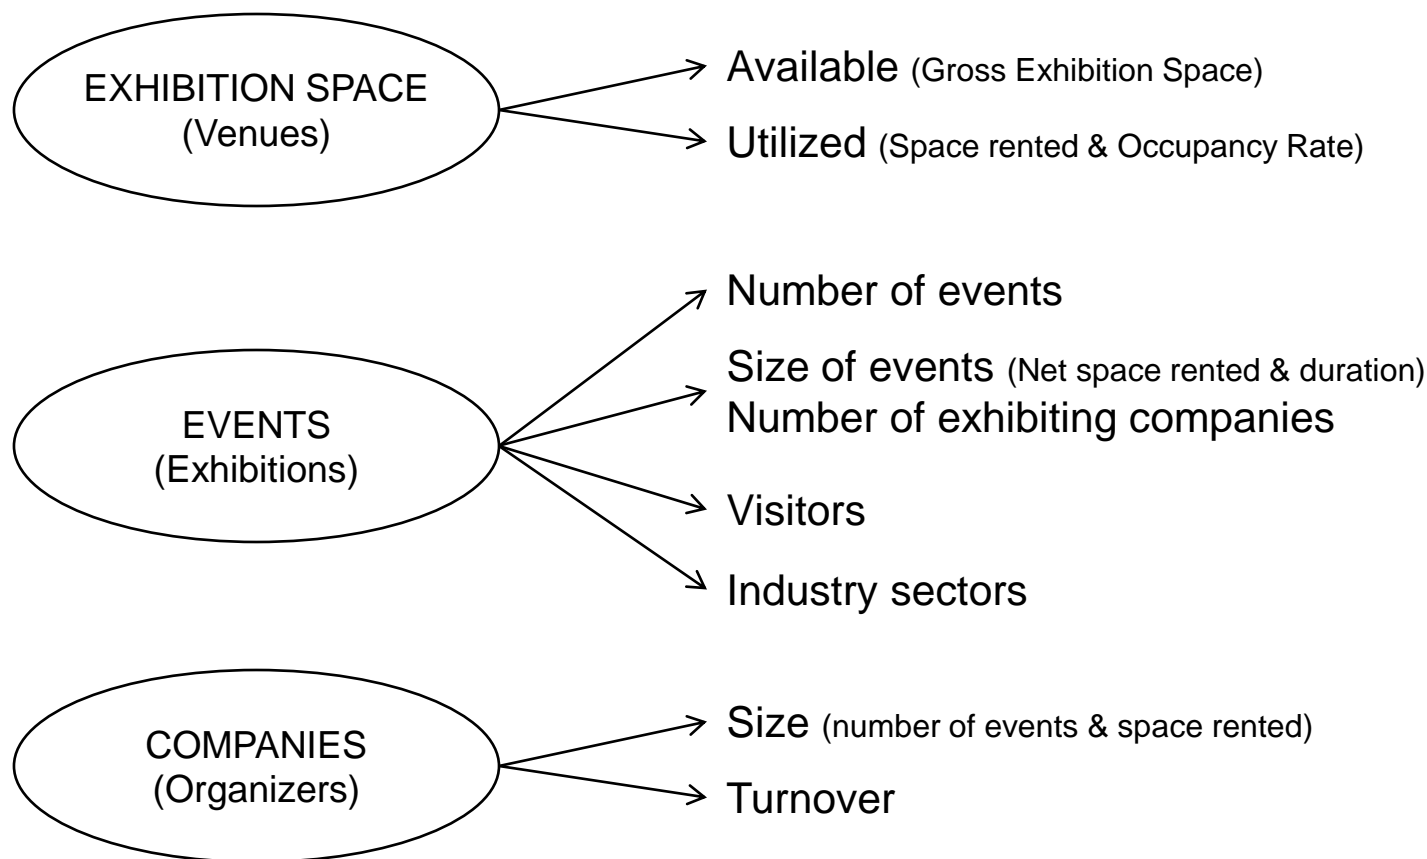 EXHIBITION SPACE
(Venues)
Available (Gross Exhibition Space)
Utilized (Space rented & Occupancy Rate)
EVENTS
(Exhibitions)
Number of events
Size of events (Net space rented & duration)
Number of exhibiting companies
Visitors
Industry sectors
COMPANIES
(Organizers)
Size (number of events & space rented)
Turnover